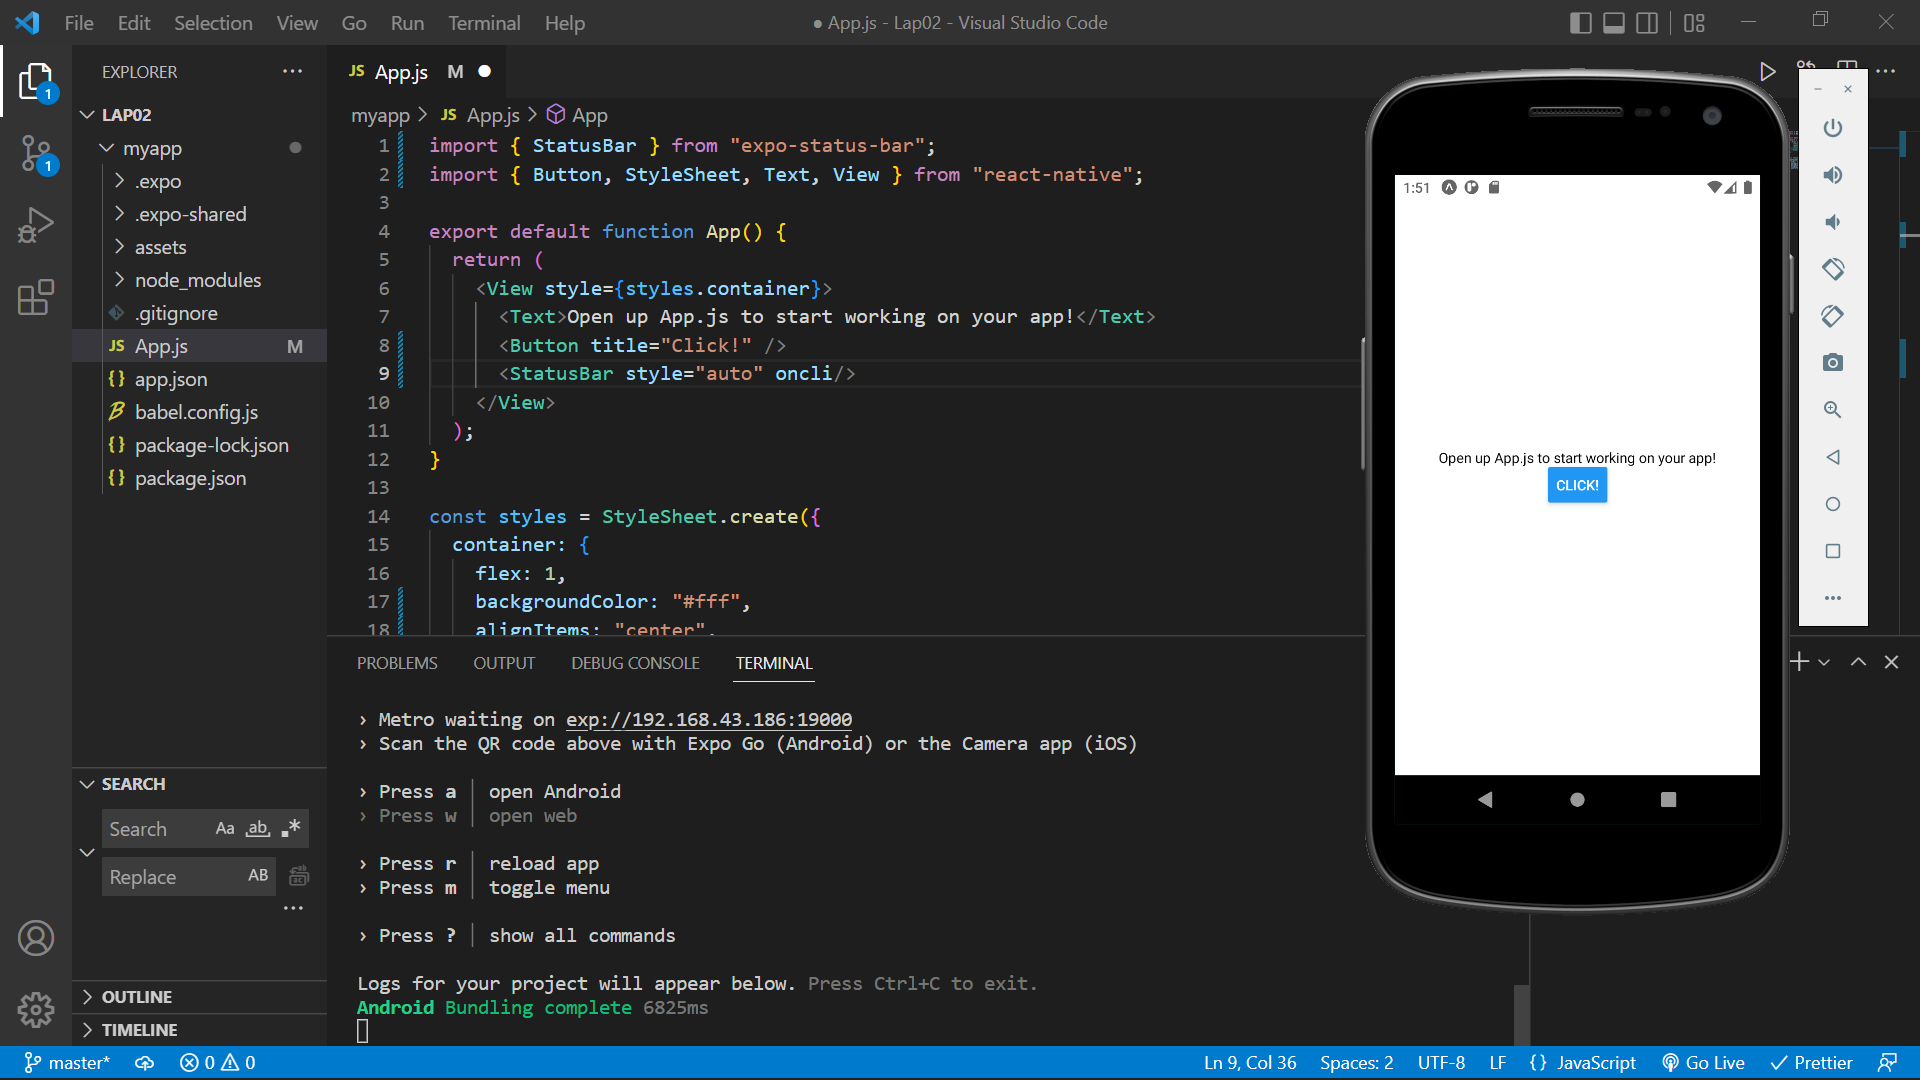 File Edit Selection View Go Run Terminal Help
● App.js - Lap02 - Visual Studio Code
EXPLORER
1
1
LAP02
myapp
.expo
.expo-shared
assets
node_modules
.gitignore
JS App.js M
{} app.json
babel.config.js
{} package-lock.json
{} package.json
SEARCH
Search Aa ab .*
Replace AB
OUTLINE
TIMELINE
JS App.js M ●
myapp > JS App.js > App
1 import { StatusBar } from "expo-status-bar";
2 import { Button, StyleSheet, Text, View } from "react-native";
3
4 export default function App() {
5 return (
6 <View style={styles.container}>
7 <Text>Open up App.js to start working on your app!</Text>
8 <Button title="Click!" />
9 <StatusBar style="auto" oncli/>
10 </View>
11 );
12 }
13
14 const styles = StyleSheet.create({
15 container: {
16 flex: 1,
17 backgroundColor: "#fff",
18 alignItems: "center",
PROBLEMS OUTPUT DEBUG CONSOLE TERMINAL
› Metro waiting on exp://192.168.43.186:19000
› Scan the QR code above with Expo Go (Android) or the Camera app (iOS)
› Press a │ open Android
› Press w │ open web
› Press r │ reload app
› Press m │ toggle menu
› Press ? │ show all commands
Logs for your project will appear below. Press Ctrl+C to exit.
Android Bundling complete 6825ms
1:51
Open up App.js to start working on your app!
CLICK!
master* 0 0 Ln 9, Col 36 Spaces: 2 UTF-8 LF {} JavaScript Go Live Prettier